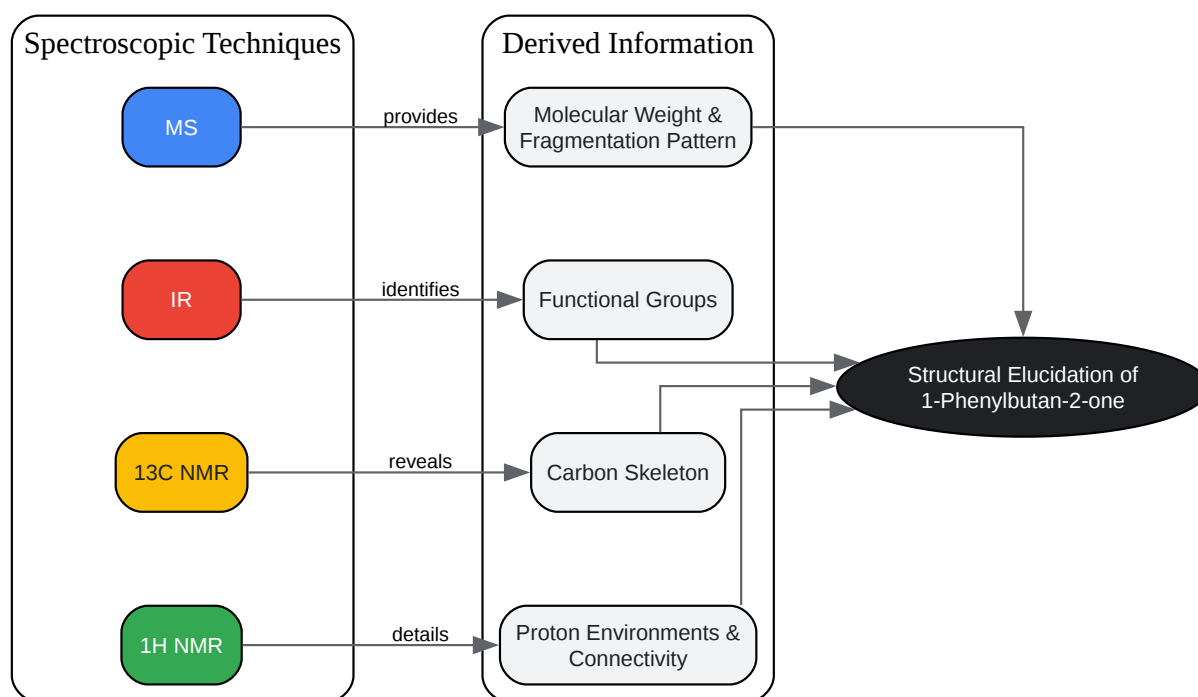 Spectroscopic Techniques
Derived Information
MS
provides
Molecular Weight &
Fragmentation Pattern
IR
identifies
Functional Groups
Structural Elucidation of
1-Phenylbutan-2-one
13C NMR
reveals
Carbon Skeleton
1H NMR
details
Proton Environments &
Connectivity